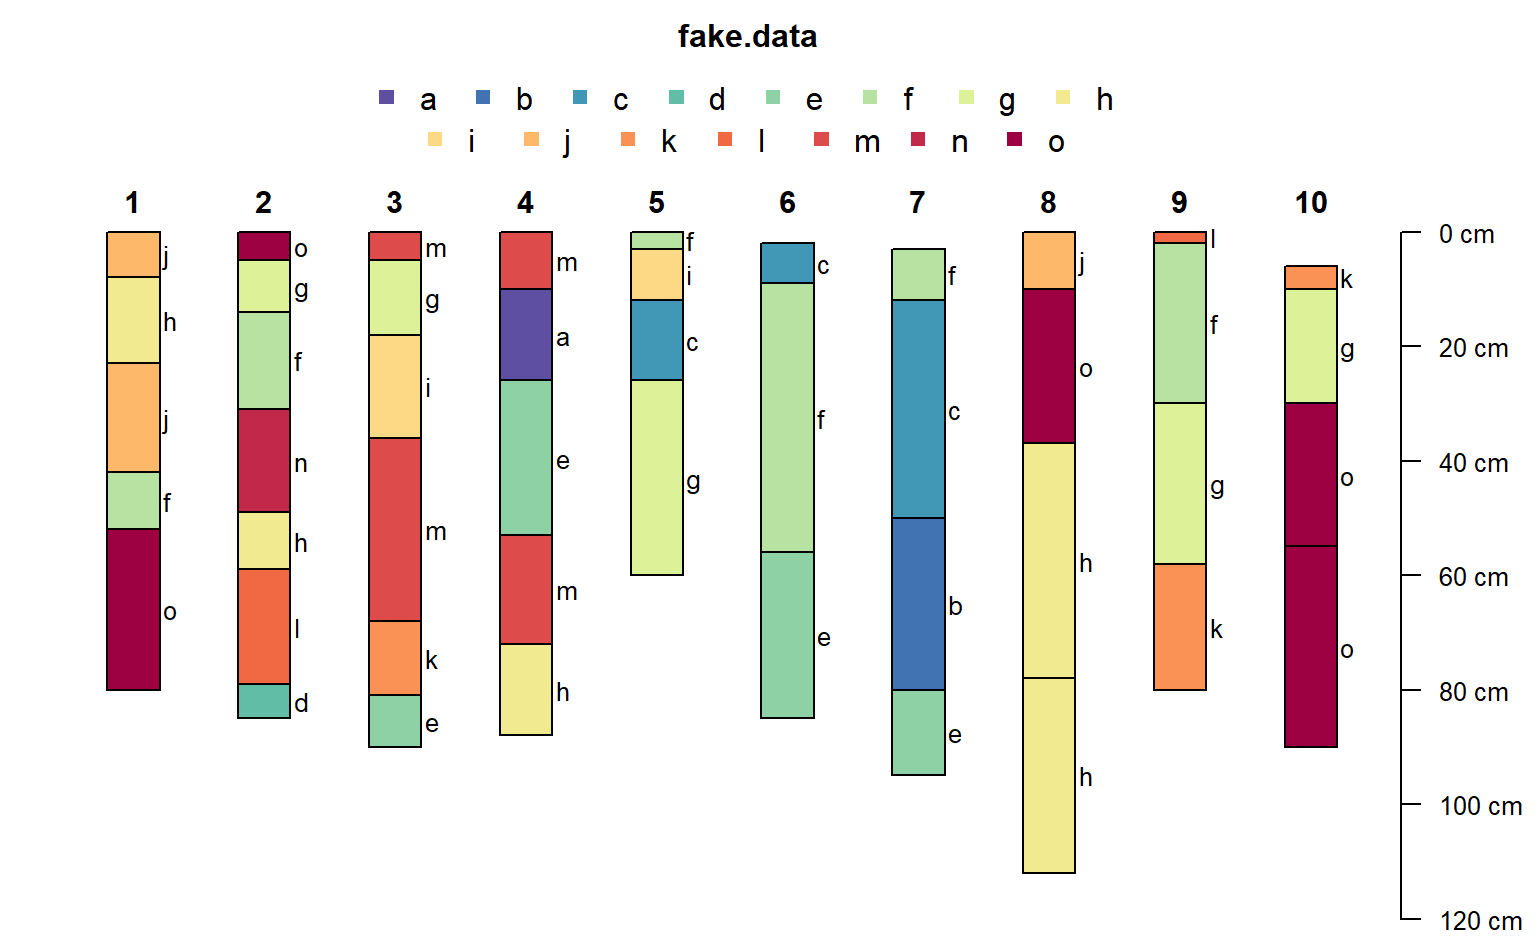 fake.data
a b c d e f g h
i j k l m n o
1 2 3 4 5 6 7 8 9 10
j
h
j
f
o
o
g
f
n
h
l
d
m
g
i
m
k
e
m
a
e
m
h
f
i
c
g
c
f
e
f
c
b
e
j
o
h
h
l
f
g
k
k
g
o
o
0 cm
20 cm
40 cm
60 cm
80 cm
100 cm
120 cm